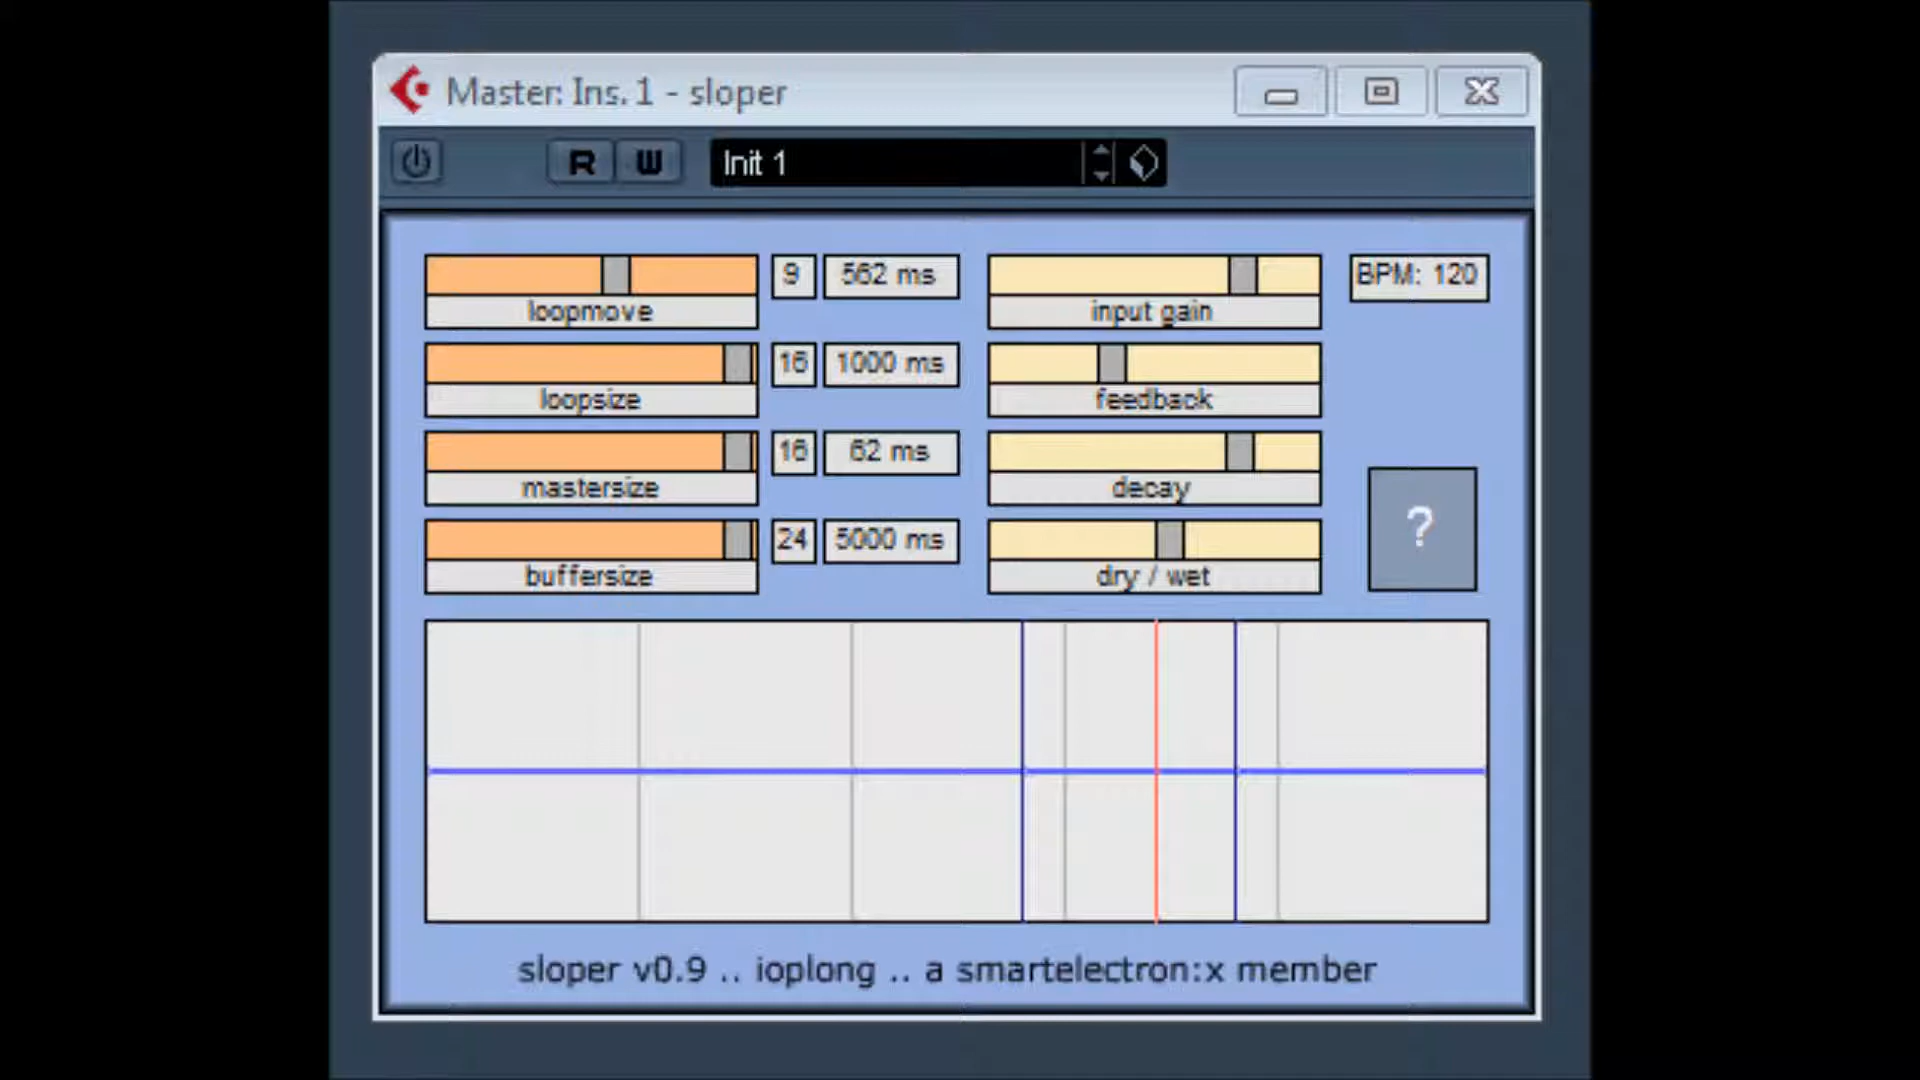 Master: Ins. 1 - sloper
R W Init 1
9 562 ms BPM: 120
loopmove input gain
16 1000 ms
loopsize feedback
16 62 ms
mastersize decay
?
24 5000 ms
buffersize dry / wet
sloper v0.9 .. ioplong .. a smartelectron:x member